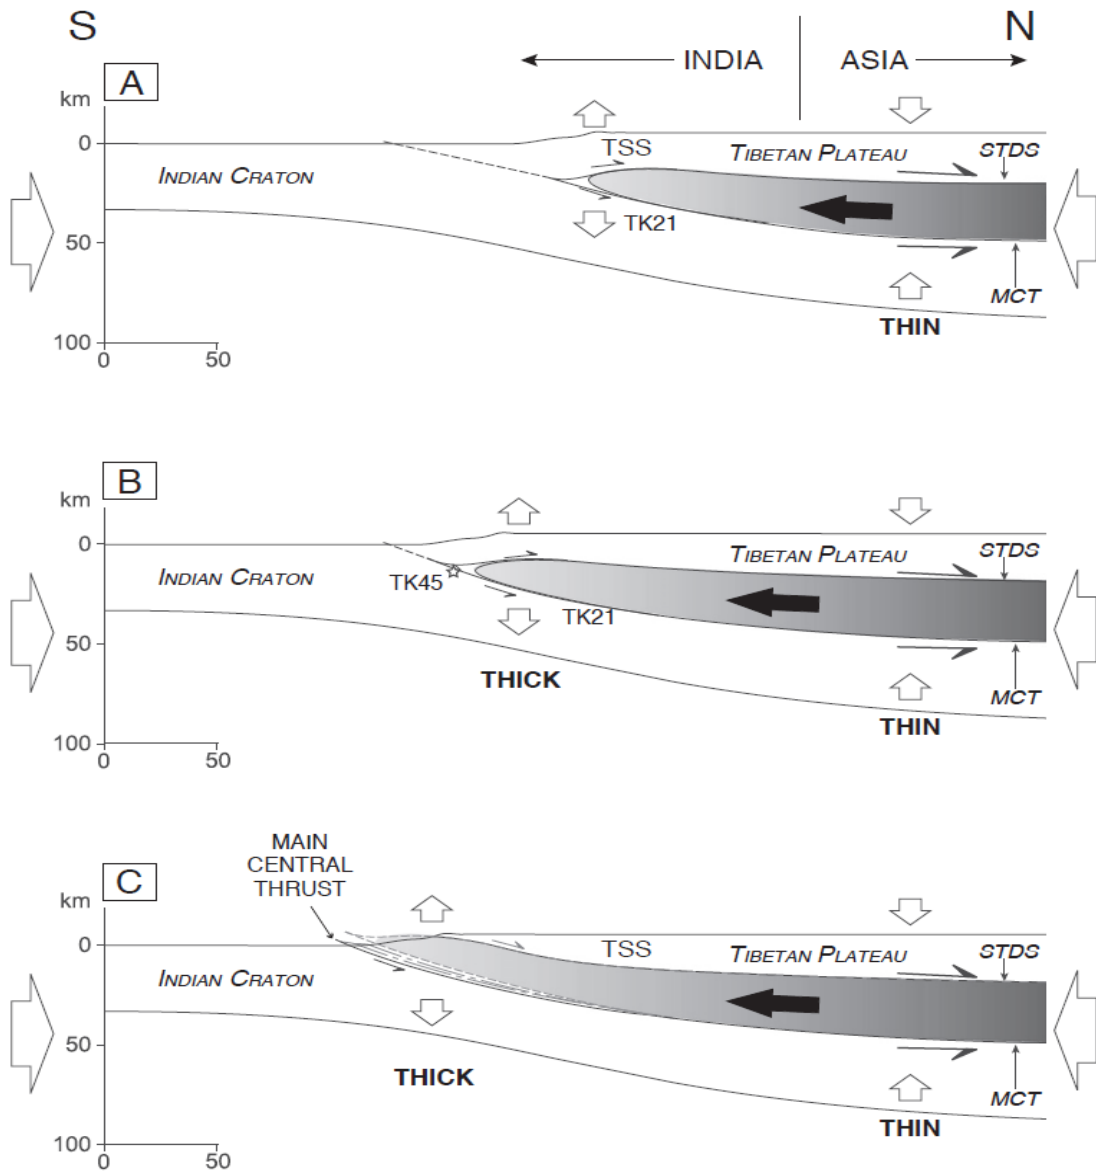 S
N
INDIA
ASIA
A
km
0
50
100
0
50
INDIAN CRATON
TSS
TIBETAN PLATEAU
STDS
TK21
MCT
THIN
B
km
0
50
100
0
50
INDIAN CRATON
TIBETAN PLATEAU
STDS
TK45
TK21
THICK
MCT
THIN
MAIN
CENTRAL
THRUST
C
km
0
50
100
0
50
INDIAN CRATON
TSS
TIBETAN PLATEAU
STDS
THICK
MCT
THIN